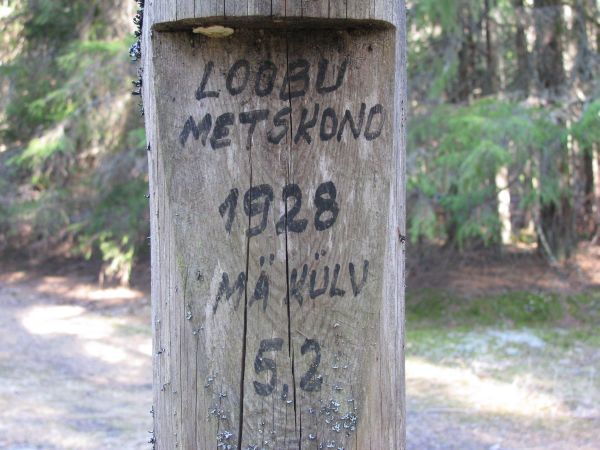 LOOBU
METSKOND
1928
MÄ KÜLV
5,2